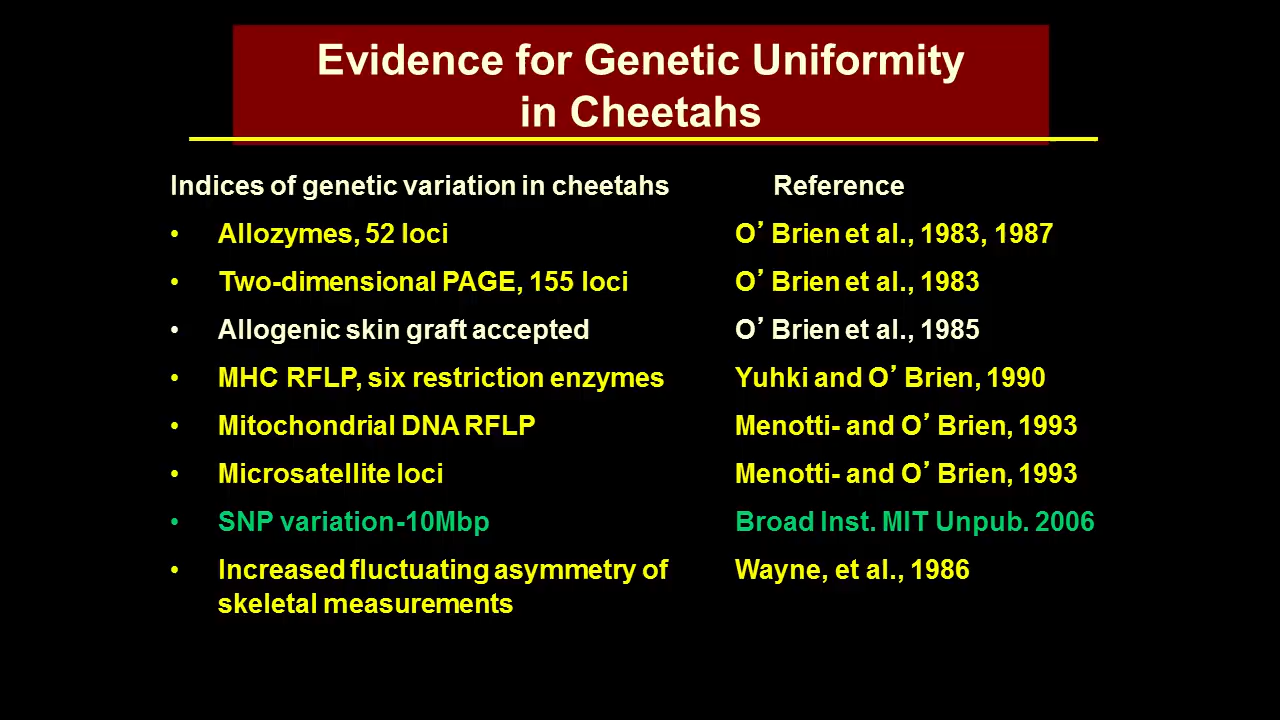 Evidence for Genetic Uniformity
in Cheetahs
Indices of genetic variation in cheetahs Reference
• Allozymes, 52 loci O’ Brien et al., 1983, 1987
• Two-dimensional PAGE, 155 loci O’ Brien et al., 1983
• Allogenic skin graft accepted O’ Brien et al., 1985
• MHC RFLP, six restriction enzymes Yuhki and O’ Brien, 1990
• Mitochondrial DNA RFLP Menotti- and O’ Brien, 1993
• Microsatellite loci Menotti- and O’ Brien, 1993
• SNP variation-10Mbp Broad Inst. MIT Unpub. 2006
• Increased fluctuating asymmetry of Wayne, et al., 1986
skeletal measurements